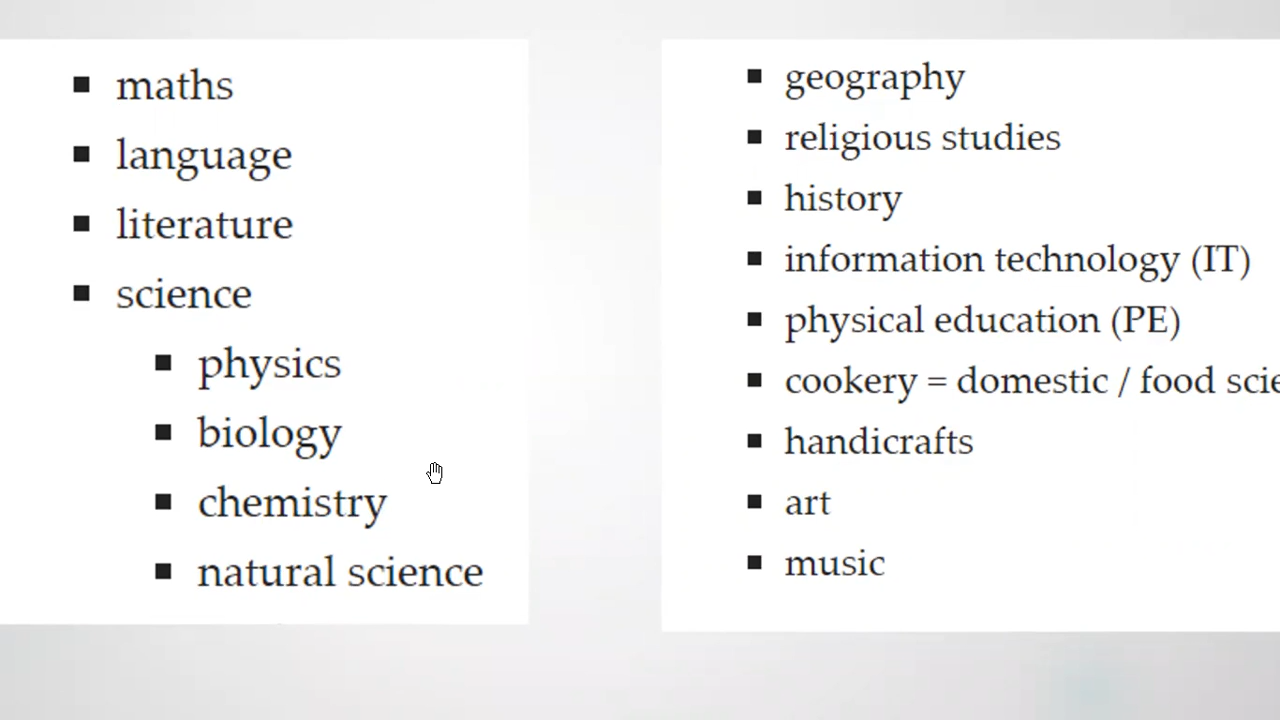 maths
language
literature
science
physics
biology
chemistry
natural science
geography
religious studies
history
information technology (IT)
physical education (PE)
cookery = domestic / food
handicrafts
art
music